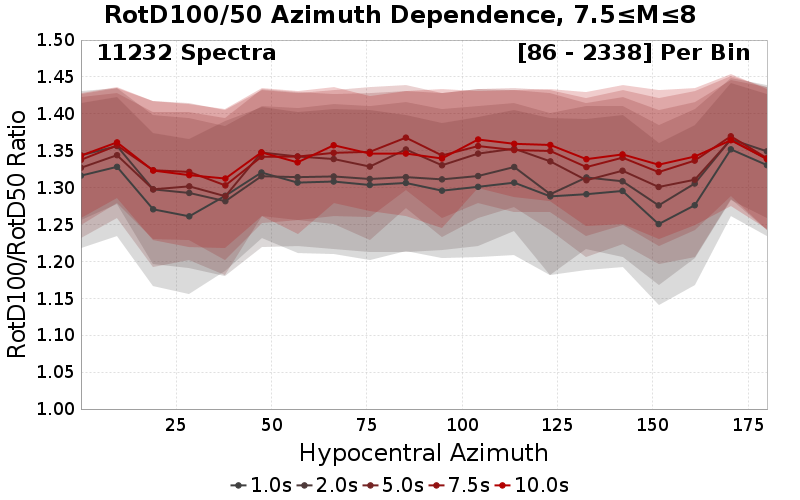 RotD100/50 Azimuth Dependence, 7.5≤M≤8
11232 Spectra
[86 - 2338] Per Bin
RotD100/RotD50 Ratio
1.50
1.45
1.40
1.35
1.30
1.25
1.20
1.15
1.10
1.05
1.00
25 50 75 100 125 150 175
Hypocentral Azimuth
1.0s 2.0s 5.0s 7.5s 10.0s